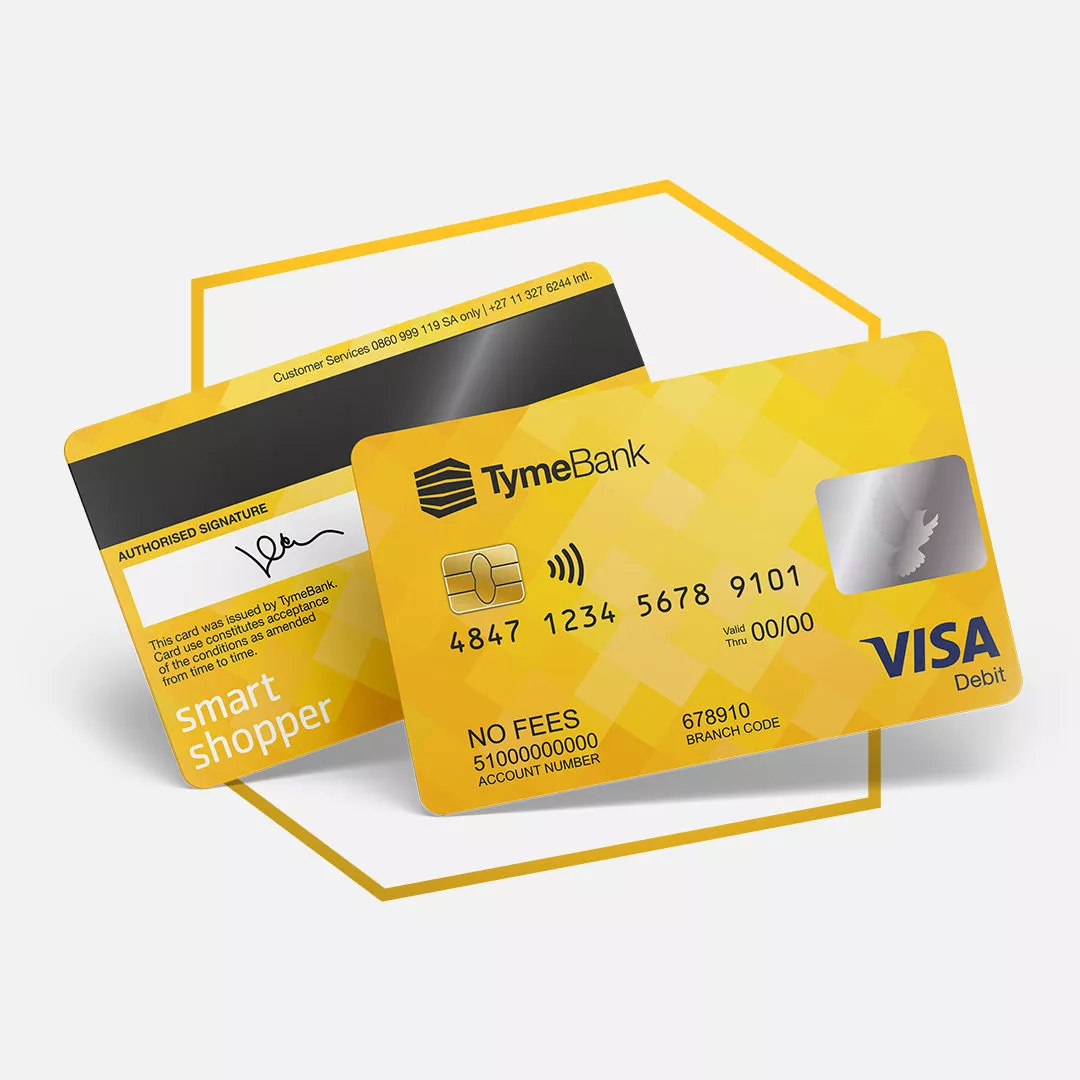 Customer Services 0860 999 119 SA only | +27 11 327 6244 Intl.
AUTHORISED SIGNATURE
This card was issued by TymeBank.
Card use constitutes acceptance
of the conditions as amended
from time to time.
smart
shopper
TymeBank
4847 1234 5678 9101
Valid
Thru 00/00
VISA
Debit
NO FEES
51000000000
ACCOUNT NUMBER
678910
BRANCH CODE